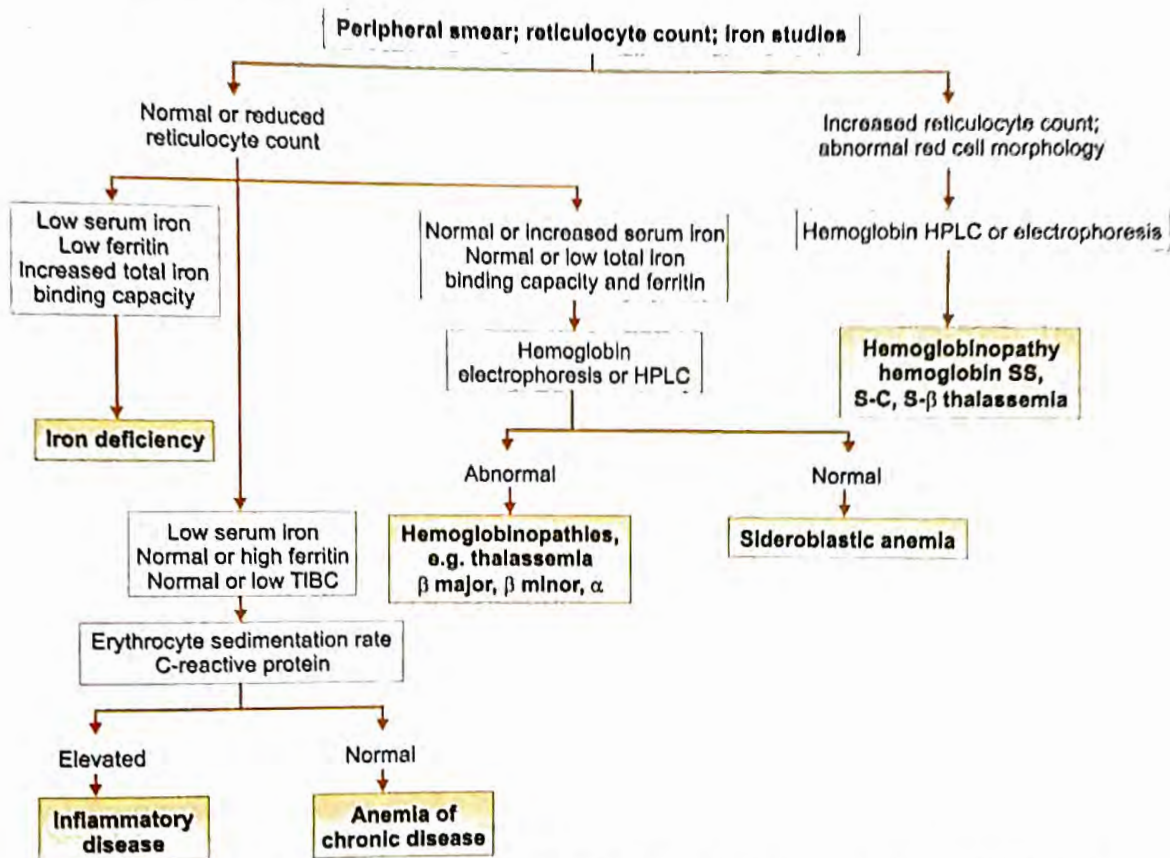 Peripheral smear; reticulocyte count; iron studies
Normal or reduced
reticulocyte count
Increased reticulocyte count;
abnormal red cell morphology
Low serum iron
Low ferritin
Increased total iron
binding capacity
Normal or increased serum iron
Normal or low total iron
binding capacity and ferritin
Hemoglobin HPLC or electrophoresis
Hemoglobin
electrophoresis or HPLC
Hemoglobinopathy
hemoglobin SS,
S-C, S-β thalassemia
Iron deficiency
Abnormal
Normal
Low serum iron
Normal or high ferritin
Normal or low TIBC
Hemoglobinopathies,
e.g. thalassemia
β major, β minor, α
Sideroblastic anemia
Erythrocyte sedimentation rate
C-reactive protein
Elevated
Normal
Inflammatory
disease
Anemia of
chronic disease